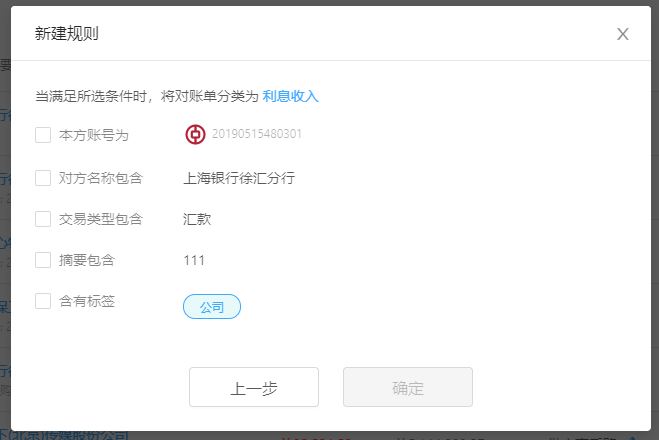 新建规则
X
当满足所选条件时，将对账单分类为 利息收入
本方账号为 20190515480301
对方名称包含 上海银行徐汇分行
交易类型包含 汇款
摘要包含 111
含有标签 公司
上一步 确定